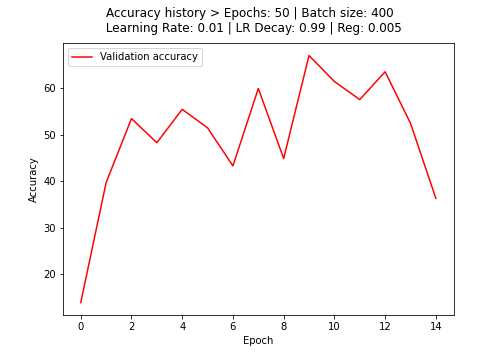 Accuracy history > Epochs: 50 | Batch size: 400
Learning Rate: 0.01 | LR Decay: 0.99 | Reg: 0.005
Validation accuracy
60
50
40
30
20
Accuracy
0 2 4 6 8 10 12 14
Epoch